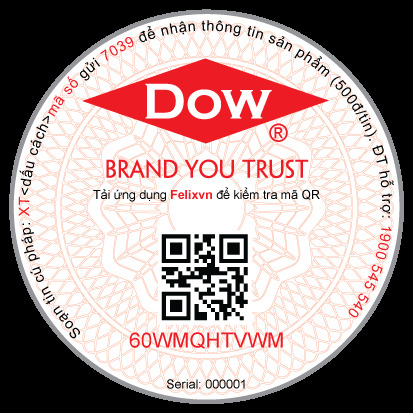 Soạn tin cú pháp: XT<dấu cách>mã số gửi 7039 để nhận thông tin sản phẩm (500đ/tin). ĐT hỗ trợ: 1900 545 540
Dow
®
BRAND YOU TRUST
Tải ứng dụng Felixvn để kiểm tra mã QR
60WMQHTVWM
Serial: 000001